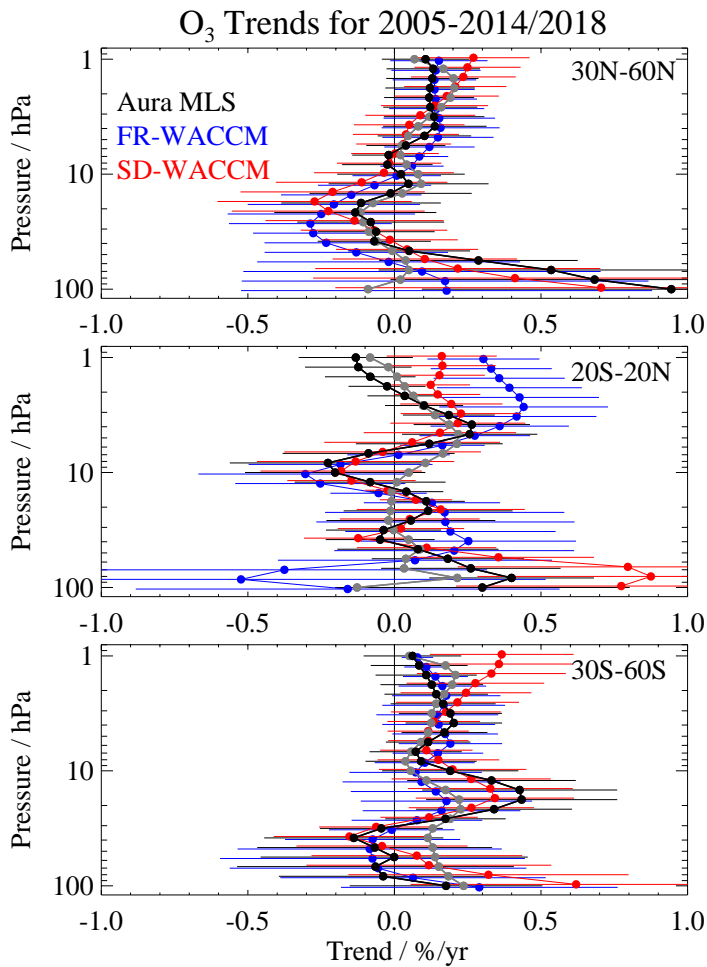 O₃ Trends for 2005-2014/2018
1
10
100
Pressure / hPa
30N-60N
Aura MLS
FR-WACCM
SD-WACCM
-1.0 -0.5 0.0 0.5 1.0
1
10
100
Pressure / hPa
20S-20N
-1.0 -0.5 0.0 0.5 1.0
1
10
100
Pressure / hPa
30S-60S
-1.0 -0.5 0.0 0.5 1.0
Trend / %/yr